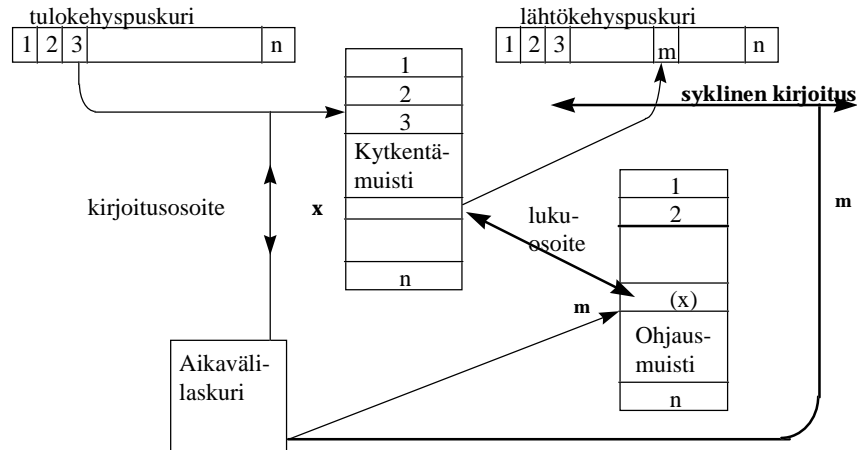 tulokehyspuskuri
1 2 3 n
lähtökehyspuskuri
1 2 3 m n
syklinen kirjoitus
1
2
3
Kytkentä-
muisti
n
kirjoitusosoite
x
luku-
osoite
1
2
(x)
Ohjaus-
muisti
n
m
m
Aikaväli-
laskuri